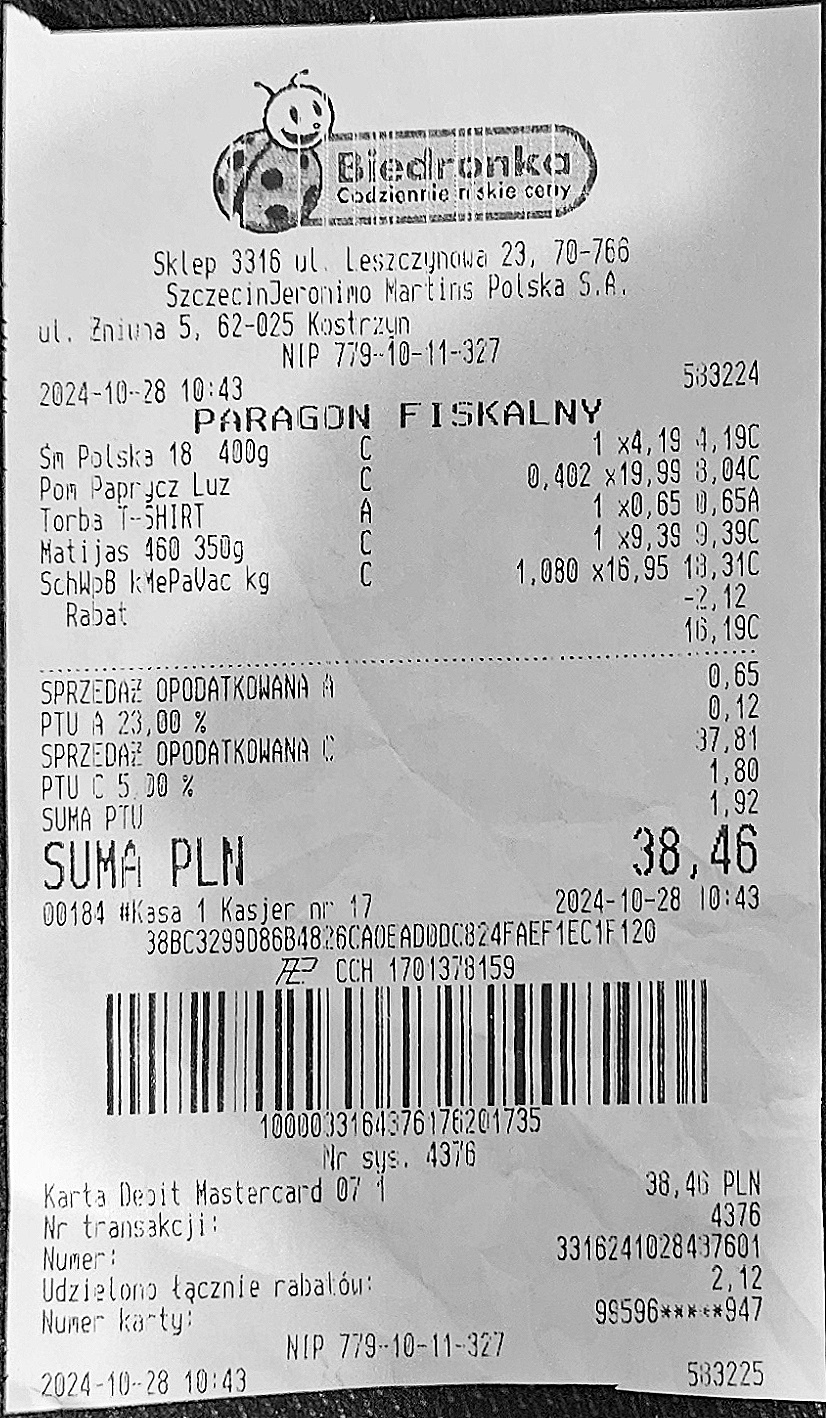 Biedronka
Codziennie niskie ceny
Sklep 3316 ul. Leszczynowa 23, 70-766
SzczecinJeronimo Martins Polska S.A.
ul. Żniwna 5, 62-025 Kostrzyn
NIP 779-10-11-327
2024-10-28 10:43 583224
PARAGON FISKALNY
Śm Polska 18 400g C 1 x4,19 4,19C
Pom Paprycz Luz C 0,402 x19,99 8,04C
Torba T-SHIRT A 1 x0,65 0,65A
Matijas 460 350g C 1 x9,39 9,39C
SchWpB kMePaVac kg C 1,080 x16,95 18,31C
Rabat -2,12
16,19C
SPRZEDAŻ OPODATKOWANA A 0,65
PTU A 23,00 % 0,12
SPRZEDAŻ OPODATKOWANA C 37,81
PTU C 5,00 % 1,80
SUMA PTU 1,92
SUMA PLN 38,46
00184 #Kasa 1 Kasjer nr 17 2024-10-28 10:43
38BC3299D86B4826CA0EAD0DC824FAEF1EC1F120
CCH 1701378159
1000033164376176201735
Nr sys. 4376
Karta Debit Mastercard 07 1 38,46 PLN
Nr transakcji: 4376
Numer: 3316241028437601
Udzielono łącznie rabatów: 2,12
Numer karty: 99596*****947
NIP 779-10-11-327
2024-10-28 10:43 583225